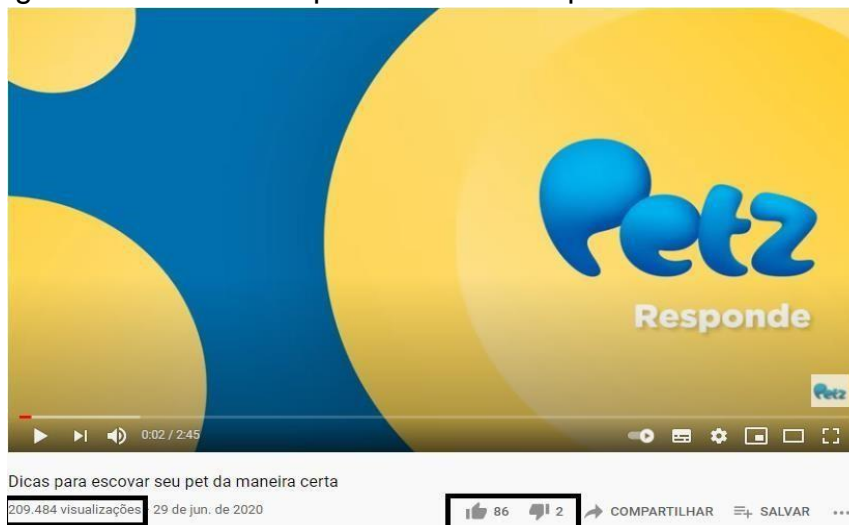 Petz
Responde
Petz
0:02 / 2:45
Dicas para escovar seu pet da maneira certa
209.484 visualizações · 29 de jun. de 2020
86 2 COMPARTILHAR SALVAR